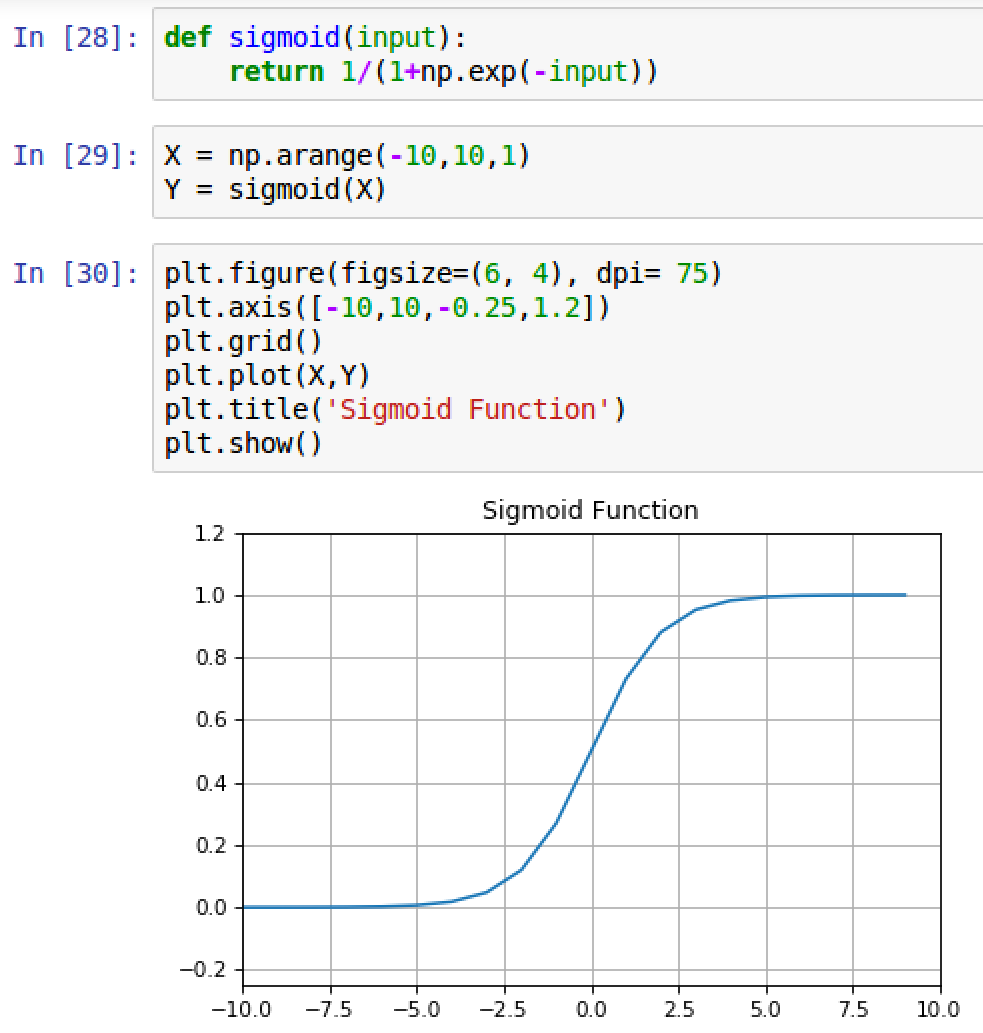 In [28]: def sigmoid(input):
    return 1/(1+np.exp(-input))
In [29]: X = np.arange(-10,10,1)
Y = sigmoid(X)
In [30]: plt.figure(figsize=(6, 4), dpi= 75)
plt.axis([-10,10,-0.25,1.2])
plt.grid()
plt.plot(X,Y)
plt.title('Sigmoid Function')
plt.show()
Sigmoid Function
1.2
1.0
0.8
0.6
0.4
0.2
0.0
−0.2
−10.0 −7.5 −5.0 −2.5 0.0 2.5 5.0 7.5 10.0